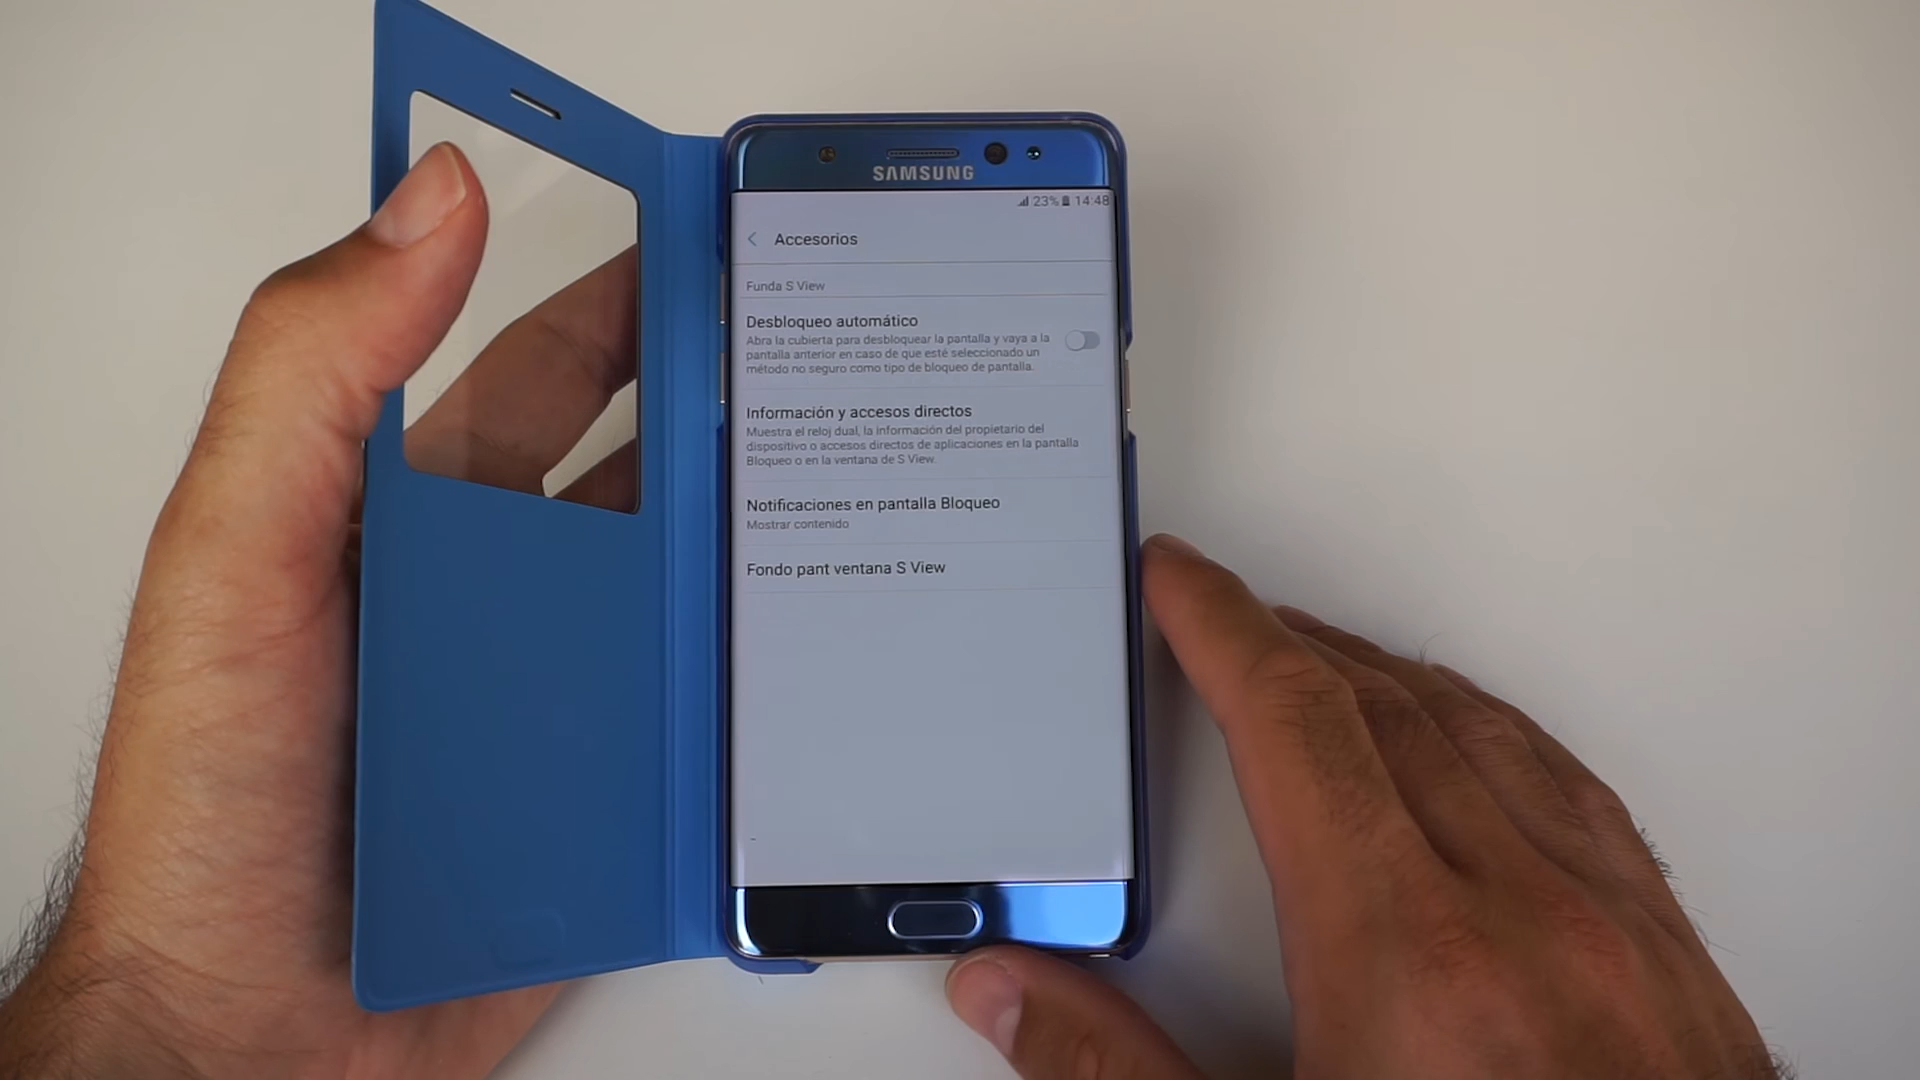 SAMSUNG
23% 14:48
Accesorios
Funda S View
Desbloqueo automático
Abra la cubierta para desbloquear la pantalla y vaya a la
pantalla anterior en caso de que esté seleccionado un
método no seguro como tipo de bloqueo de pantalla.
Información y accesos directos
Muestra el reloj dual, la información del propietario del
dispositivo o accesos directos de aplicaciones en la pantalla
Bloqueo o en la ventana de S View.
Notificaciones en pantalla Bloqueo
Mostrar contenido
Fondo pant ventana S View